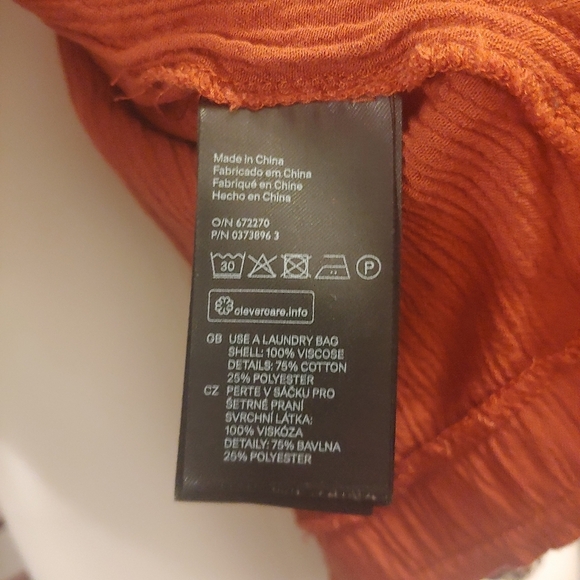 Made in China
Fabricado em China
Fabriqué en Chine
Hecho en China
O/N 672270
P/N 0373896 3
30 P
clevercare.info
GB USE A LAUNDRY BAG
SHELL: 100% VISCOSE
DETAILS: 75% COTTON
25% POLYESTER
CZ PERTE V SÁČKU PRO
ŠETRNÉ PRANÍ
SVRCHNÍ LÁTKA:
100% VISKÓZA
DETAILY: 75% BAVLNA
25% POLYESTER